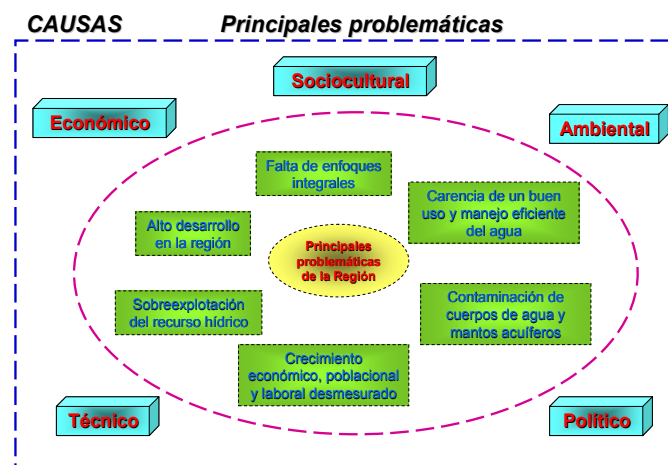 CAUSAS Principales problemáticas
Sociocultural
Económico
Ambiental
Falta de enfoques
integrales
Carencia de un buen
uso y manejo eficiente
del agua
Alto desarrollo
en la región
Principales
problemáticas
de la Región
Sobreexplotación
del recurso hídrico
Contaminación de
cuerpos de agua y
mantos acuíferos
Crecimiento
económico, poblacional
y laboral desmesurado
Técnico
Político